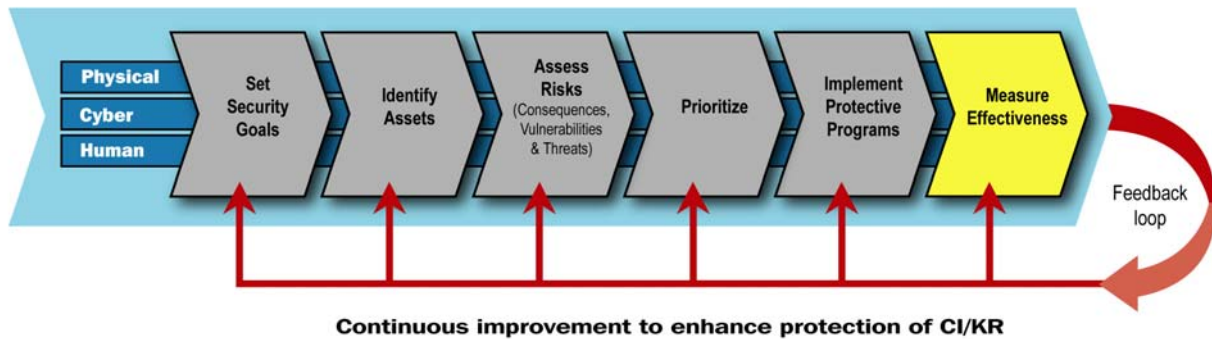 Physical
Cyber
Human
Set
Security
Goals
Identify
Assets
Assess
Risks
(Consequences,
Vulnerabilities
& Threats)
Prioritize
Implement
Protective
Programs
Measure
Effectiveness
Feedback
loop
Continuous improvement to enhance protection of CI/KR